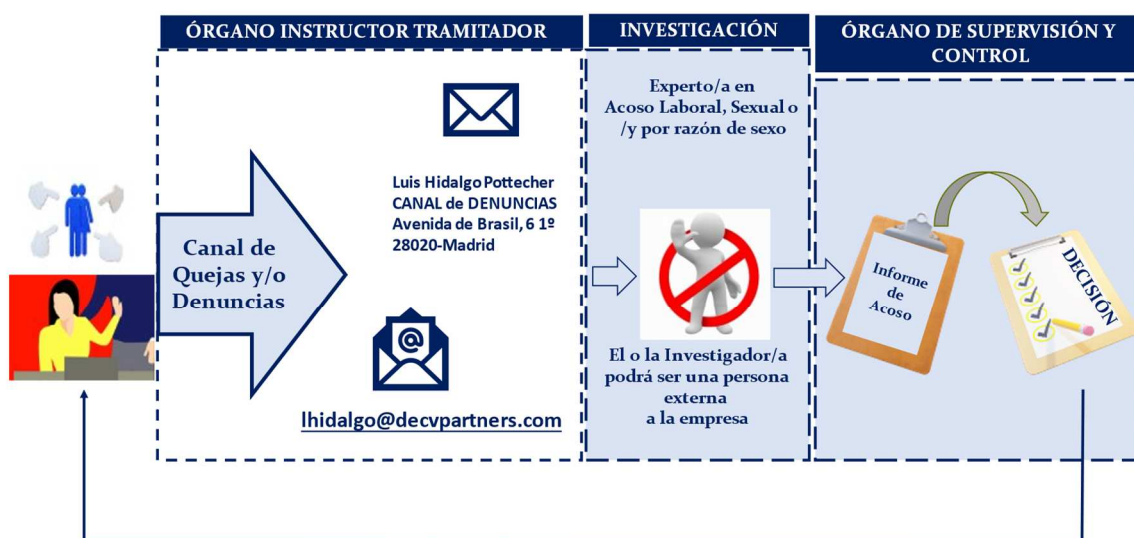 ÓRGANO INSTRUCTOR TRAMITADOR
INVESTIGACIÓN
ÓRGANO DE SUPERVISIÓN Y
CONTROL
Canal de
Quejas y/o
Denuncias
Luis Hidalgo Pottecher
CANAL de DENUNCIAS
Avenida de Brasil, 6 1º
28020-Madrid
@
lhidalgo@decvpartners.com
Experto/a en
Acoso Laboral, Sexual o
/y por razón de sexo
El o la Investigador/a
podrá ser una persona
externa
a la empresa
Informe
de
Acoso
DECISIÓN